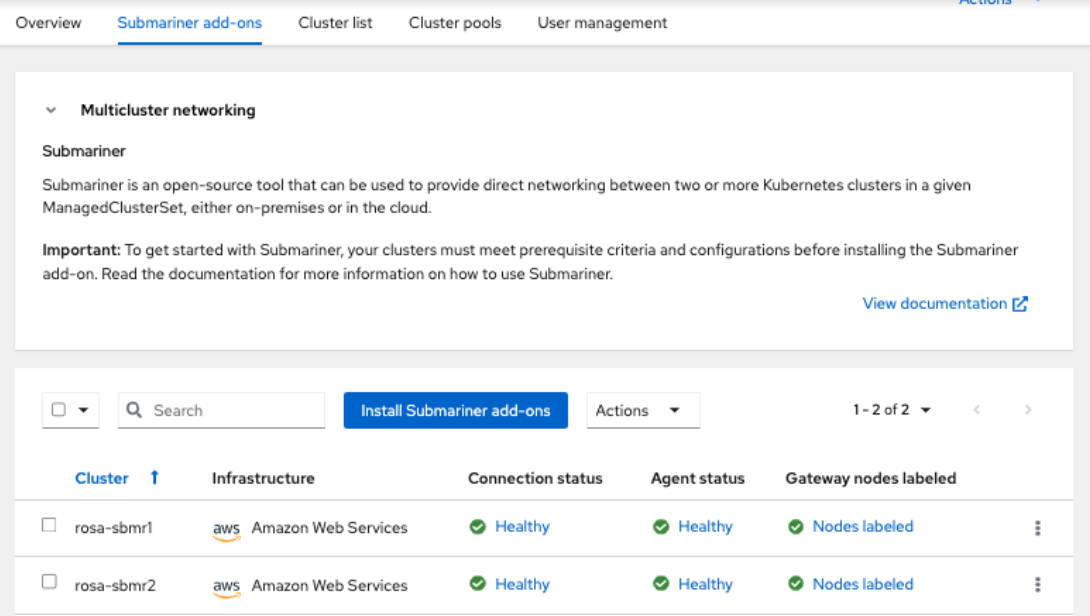 Actions
Overview Submariner add-ons Cluster list Cluster pools User management
Multicluster networking
Submariner
Submariner is an open-source tool that can be used to provide direct networking between two or more Kubernetes clusters in a given
ManagedClusterSet, either on-premises or in the cloud.
Important: To get started with Submariner, your clusters must meet prerequisite criteria and configurations before installing the Submariner
add-on. Read the documentation for more information on how to use Submariner.
View documentation
Search Install Submariner add-ons Actions 1 - 2 of 2
Cluster Infrastructure Connection status Agent status Gateway nodes labeled
rosa-sbmr1 aws Amazon Web Services Healthy Healthy Nodes labeled
rosa-sbmr2 aws Amazon Web Services Healthy Healthy Nodes labeled